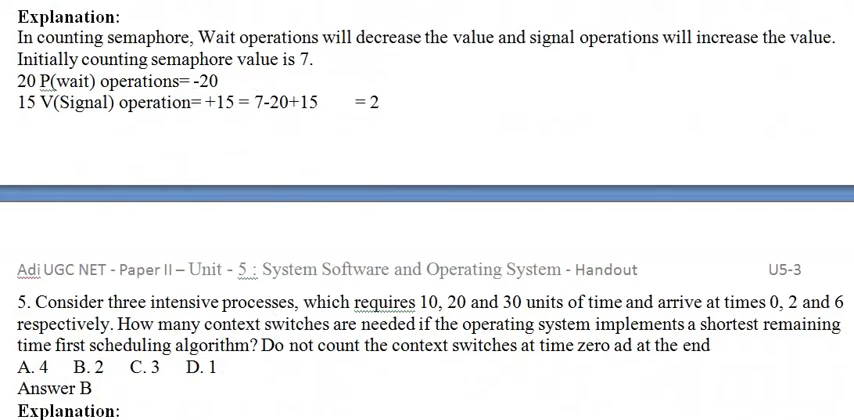 Explanation:
In counting semaphore, Wait operations will decrease the value and signal operations will increase the value.
Initially counting semaphore value is 7.
20 P(wait) operations= -20
15 V(Signal) operation= +15 = 7-20+15 = 2
Adi UGC NET - Paper II – Unit - 5 : System Software and Operating System - Handout U5-3
5. Consider three intensive processes, which requires 10, 20 and 30 units of time and arrive at times 0, 2 and 6
respectively. How many context switches are needed if the operating system implements a shortest remaining
time first scheduling algorithm? Do not count the context switches at time zero ad at the end
A. 4 B. 2 C. 3 D. 1
Answer B
Explanation: